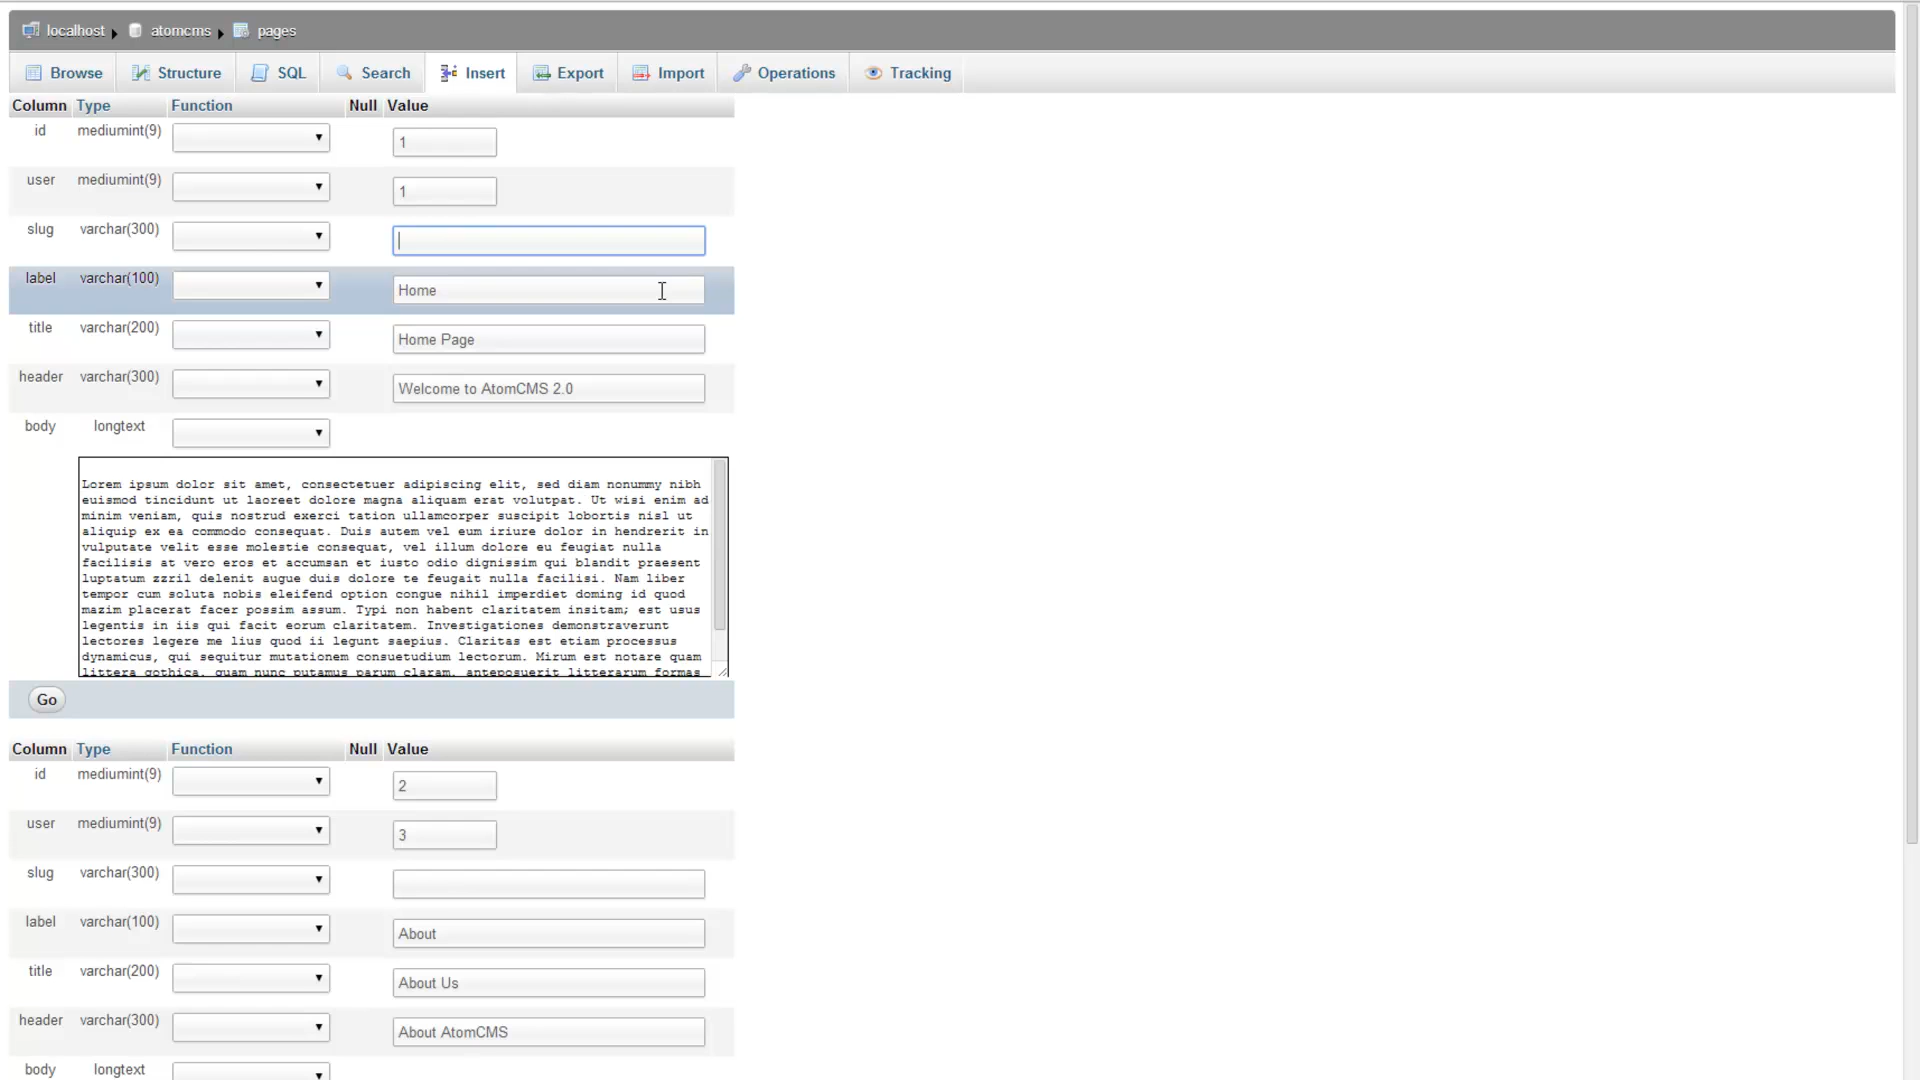 localhost atomcms pages
Browse Structure SQL Search Insert Export Import Operations Tracking
Column Type Function Null Value
id mediumint(9) 1
user mediumint(9) 1
slug varchar(300)
label varchar(100) Home
title varchar(200) Home Page
header varchar(300) Welcome to AtomCMS 2.0
body longtext
Lorem ipsum dolor sit amet, consectetuer adipiscing elit, sed diam nonummy nibh
euismod tincidunt ut laoreet dolore magna aliquam erat volutpat. Ut wisi enim ad
minim veniam, quis nostrud exerci tation ullamcorper suscipit lobortis nisl ut
aliquip ex ea commodo consequat. Duis autem vel eum iriure dolor in hendrerit in
vulputate velit esse molestie consequat, vel illum dolore eu feugiat nulla
facilisis at vero eros et accumsan et iusto odio dignissim qui blandit praesent
luptatum zzril delenit augue duis dolore te feugait nulla facilisi. Nam liber
tempor cum soluta nobis eleifend option congue nihil imperdiet doming id quod
mazim placerat facer possim assum. Typi non habent claritatem insitam; est usus
legentis in iis qui facit eorum claritatem. Investigationes demonstraverunt
lectores legere me lius quod ii legunt saepius. Claritas est etiam processus
dynamicus, qui sequitur mutationem consuetudium lectorum. Mirum est notare quam
littera gothica, quam nunc putamus parum claram, anteposuerit litterarum formas
Go
Column Type Function Null Value
id mediumint(9) 2
user mediumint(9) 3
slug varchar(300)
label varchar(100) About
title varchar(200) About Us
header varchar(300) About AtomCMS
body longtext